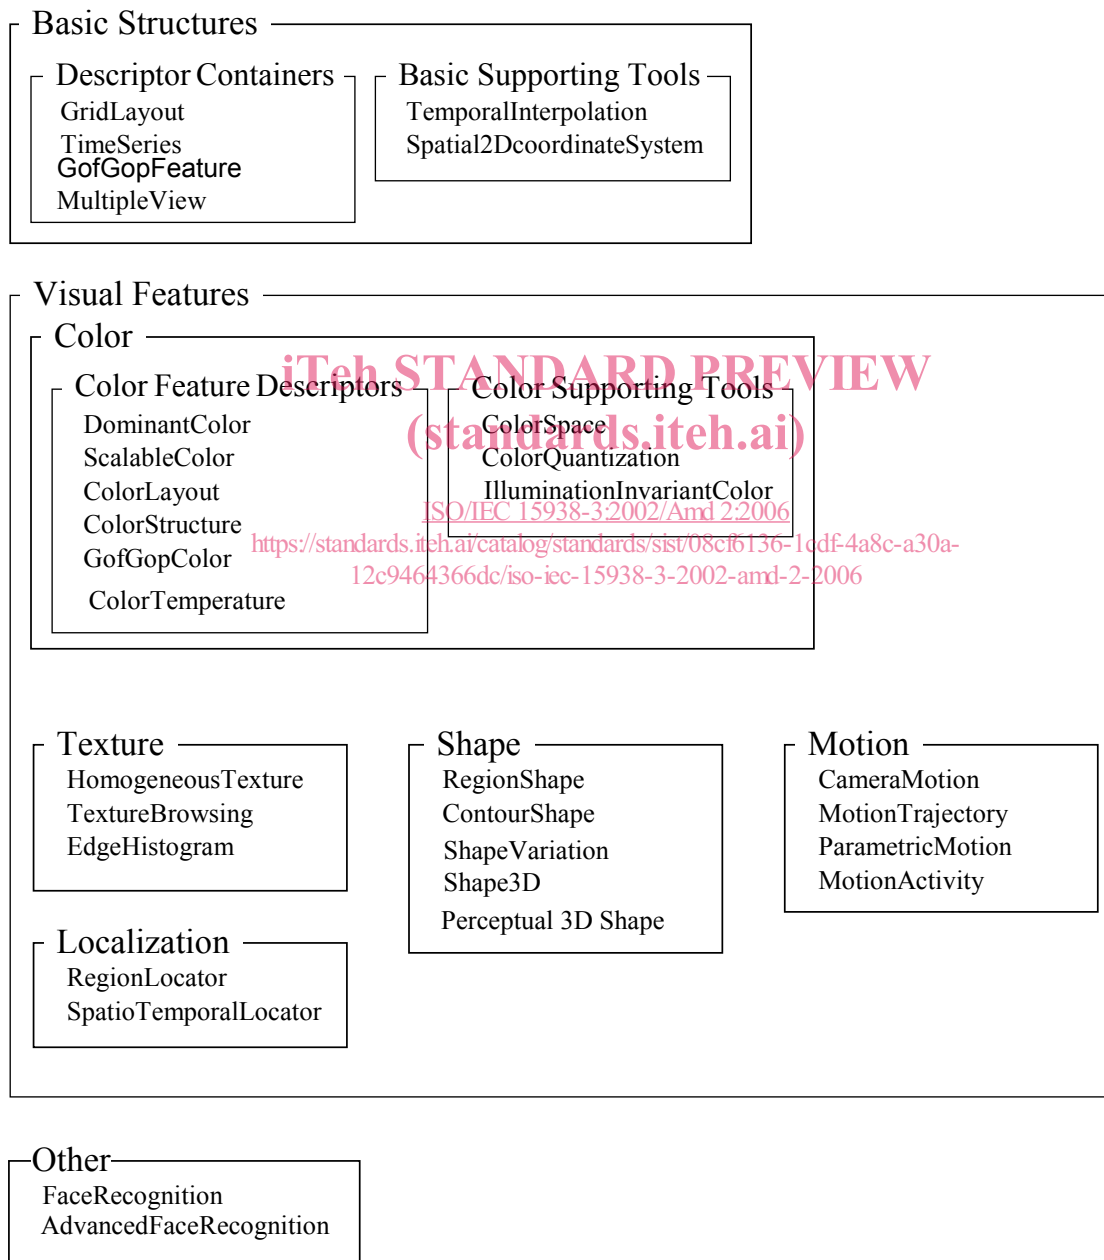 Basic Structures
Descriptor Containers
GridLayout
TimeSeries
GofGopFeature
MultipleView
Basic Supporting Tools
TemporalInterpolation
Spatial2DcoordinateSystem
Visual Features
Color
iTeh STANDARD PREVIEW
(standards.iteh.ai)
ISO/IEC 15938-3:2002/Amd 2:2006
https://standards.iteh.ai/catalog/standards/sist/08cf6136-1cdf-4a8c-a30a-
12c9464366dc/iso-iec-15938-3-2002-amd-2-2006
Color Feature Descriptors
DominantColor
ScalableColor
ColorLayout
ColorStructure
GofGopColor
ColorTemperature
Color Supporting Tools
ColorSpace
ColorQuantization
IlluminationInvariantColor
Texture
HomogeneousTexture
TextureBrowsing
EdgeHistogram
Shape
RegionShape
ContourShape
ShapeVariation
Shape3D
Perceptual 3D Shape
Motion
CameraMotion
MotionTrajectory
ParametricMotion
MotionActivity
Localization
RegionLocator
SpatioTemporalLocator
Other
FaceRecognition
AdvancedFaceRecognition